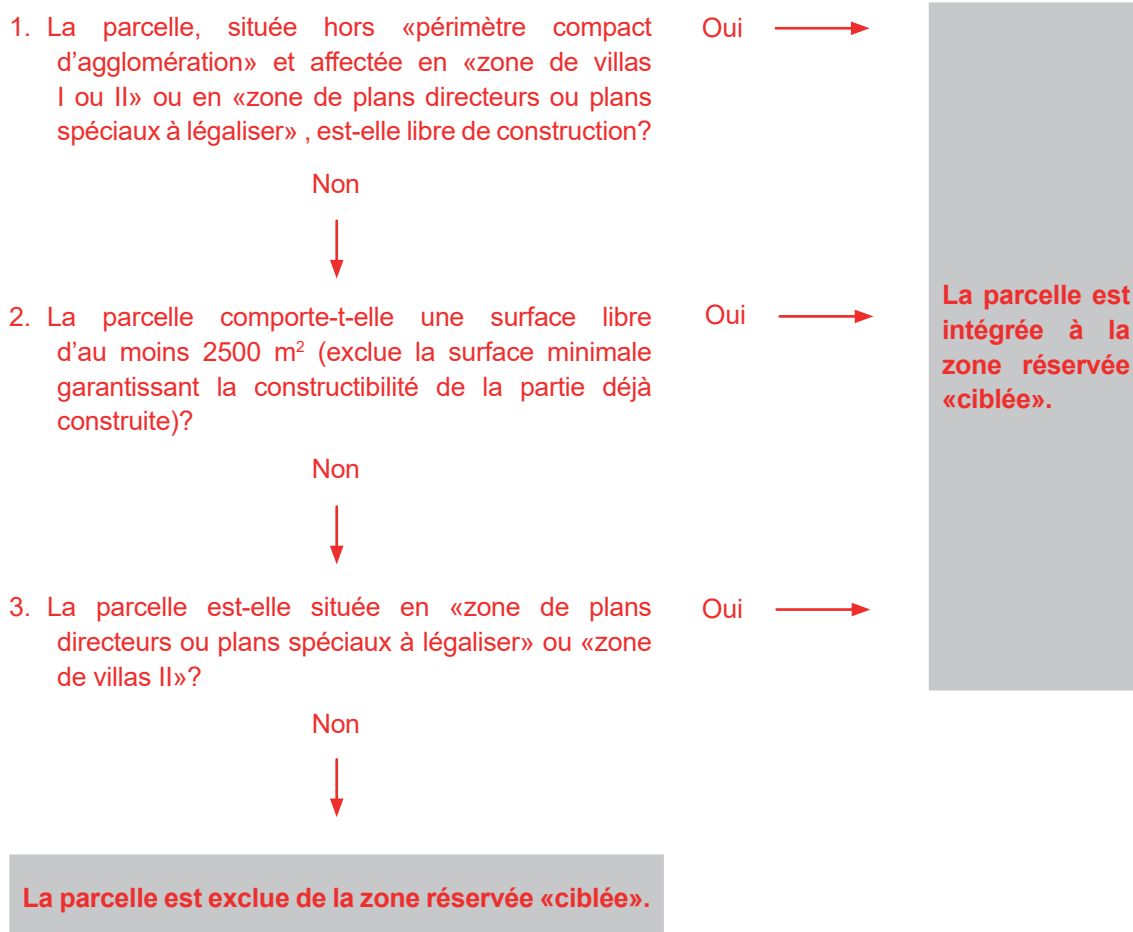 1. La parcelle, située hors «périmètre compact
d’agglomération» et affectée en «zone de villas
I ou II» ou en «zone de plans directeurs ou plans
spéciaux à légaliser» , est-elle libre de construction?
Oui
Non
2. La parcelle comporte-t-elle une surface libre
d’au moins 2500 m² (exclue la surface minimale
garantissant la constructibilité de la partie déjà
construite)?
Oui
La parcelle est
intégrée à la
zone réservée
«ciblée».
Non
3. La parcelle est-elle située en «zone de plans
directeurs ou plans spéciaux à légaliser» ou «zone
de villas II»?
Oui
Non
La parcelle est exclue de la zone réservée «ciblée».